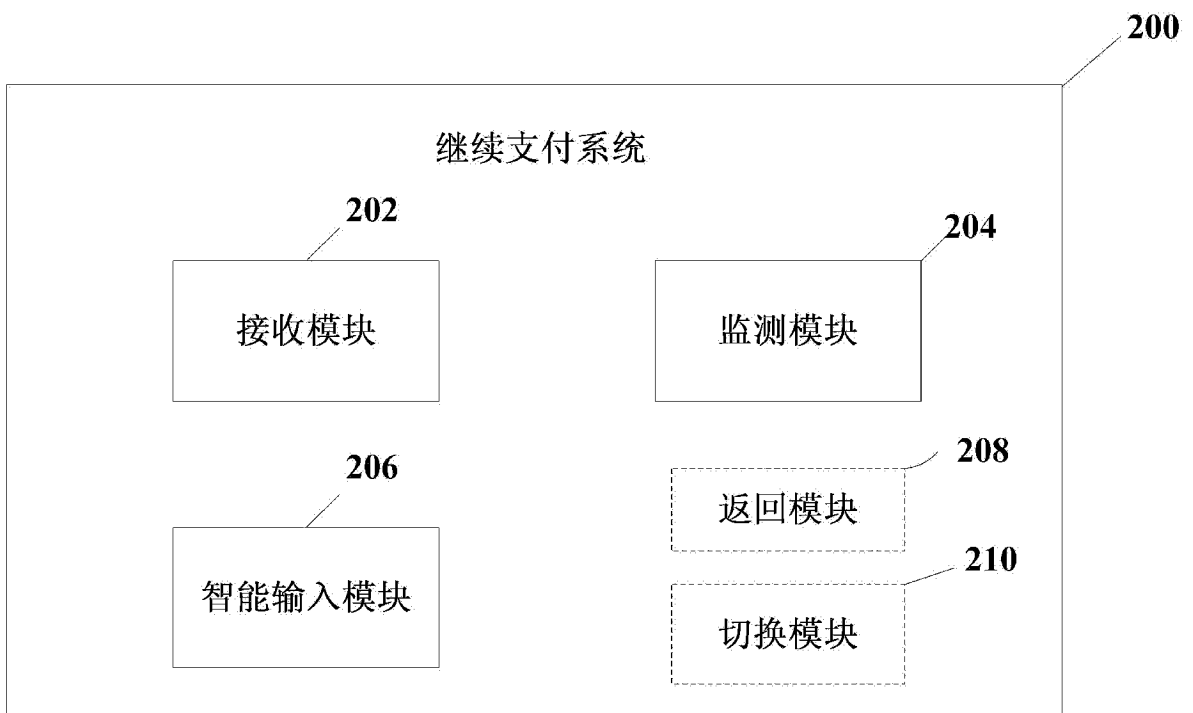 200
继续支付系统
202
204
接收模块
监测模块
206
208
返回模块
智能输入模块
210
切换模块